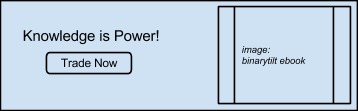 Knowledge is Power!
Trade Now
image:
binarytilt ebook